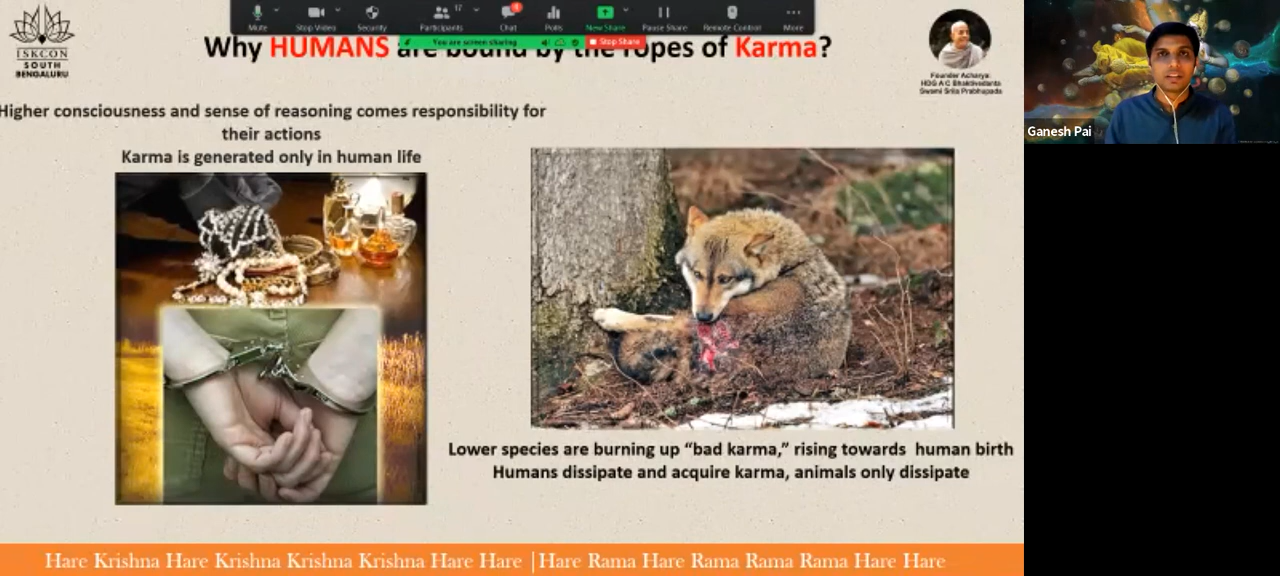 Mute
Stop Video
Security
Participants
17
Chat
Polls
New Share
Pause Share
Remote Control
More
You are screen sharing
Stop Share
ISKCON
SOUTH
BENGALURU
Why HUMANS are bound by the ropes of Karma?
Founder Acharya:
HDG A C Bhaktivedanta
Swami Srila Prabhupada
Ganesh Pai
Higher consciousness and sense of reasoning comes responsibility for
their actions
Karma is generated only in human life
Lower species are burning up “bad karma,” rising towards human birth
Humans dissipate and acquire karma, animals only dissipate
Hare Krishna Hare Krishna Krishna Krishna Hare Hare | Hare Rama Hare Rama Rama Rama Hare Hare